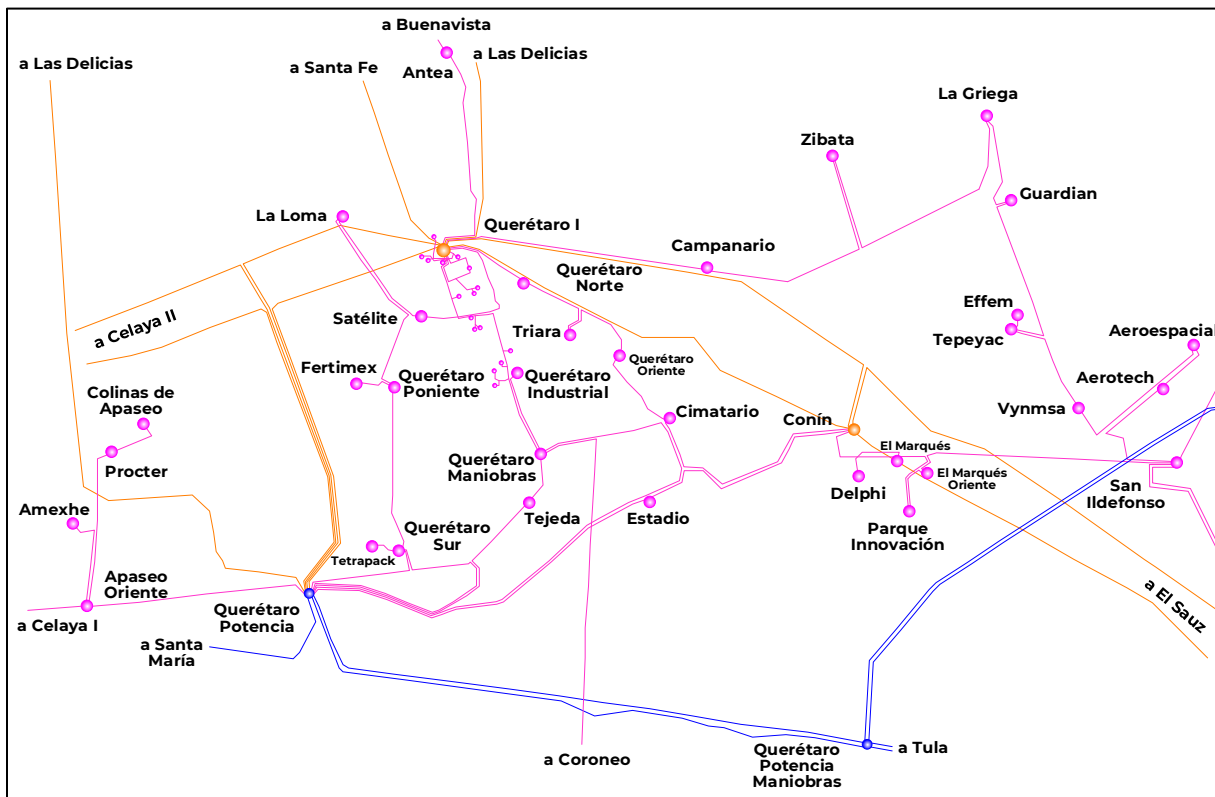 a Buenavista
a Las Delicias
a Las Delicias
a Santa Fe
Antea
La Griega
Zibata
Guardian
La Loma
Querétaro I
Campanario
Querétaro
Norte
a Celaya II
Satélite
Triara
Effem
Tepeyac
Aeroespacial
Fertimex
Querétaro
Poniente
Querétaro
Industrial
Querétaro
Oriente
Aerotech
Colinas de
Apaseo
Cimatario
Conín
Vynmsa
Procter
Querétaro
Maniobras
El Marqués
El Marqués
Oriente
San
Ildefonso
Amexhe
Querétaro
Sur
Tejeda
Estadio
Delphi
Parque
Innovación
Tetrapack
Apaseo
Oriente
a Celaya I
Querétaro
Potencia
a El Sauz
a Santa
María
a Coroneo
Querétaro
Potencia
Maniobras
a Tula